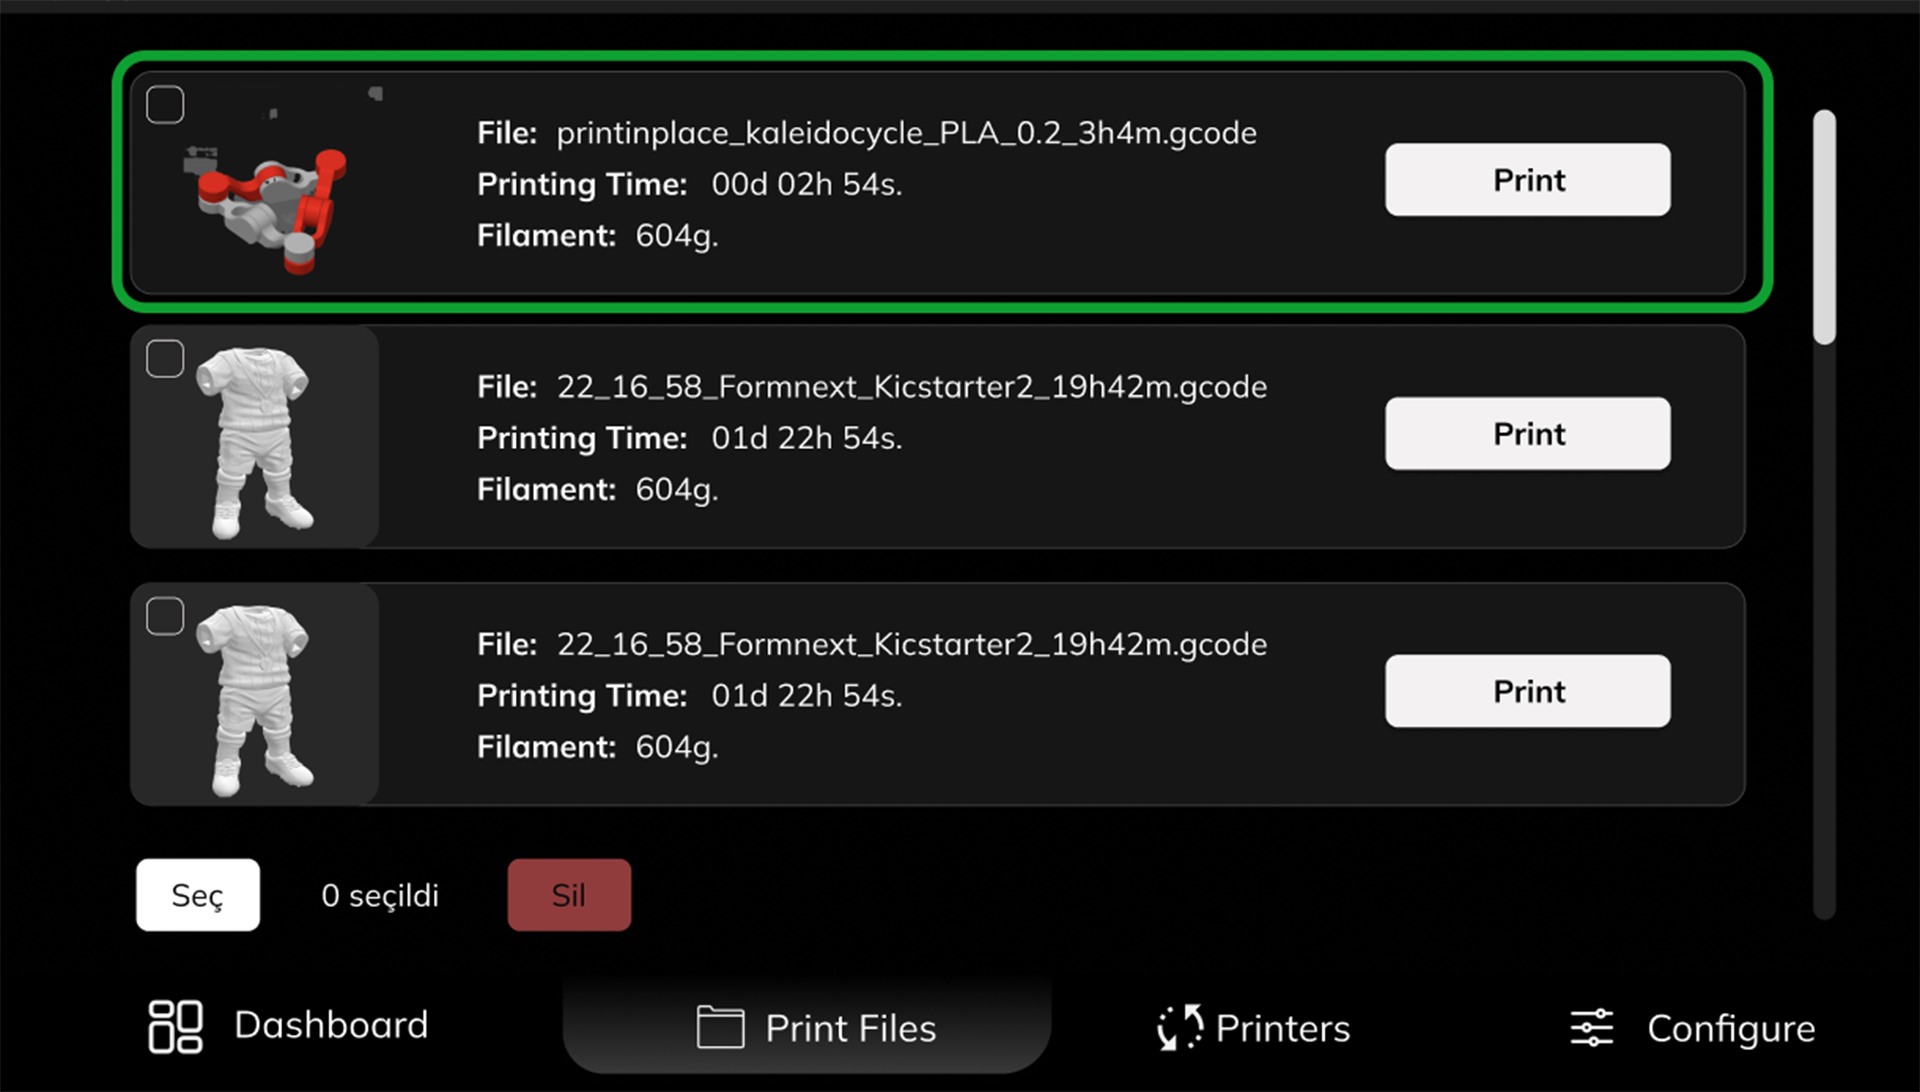 File: printinplace_kaleidocycle_PLA_0.2_3h4m.gcode
Printing Time: 00d 02h 54s.
Filament: 604g.
Print
File: 22_16_58_Formnext_Kicstarter2_19h42m.gcode
Printing Time: 01d 22h 54s.
Filament: 604g.
Print
File: 22_16_58_Formnext_Kicstarter2_19h42m.gcode
Printing Time: 01d 22h 54s.
Filament: 604g.
Print
Seç 0 seçildi Sil
Dashboard Print Files Printers Configure